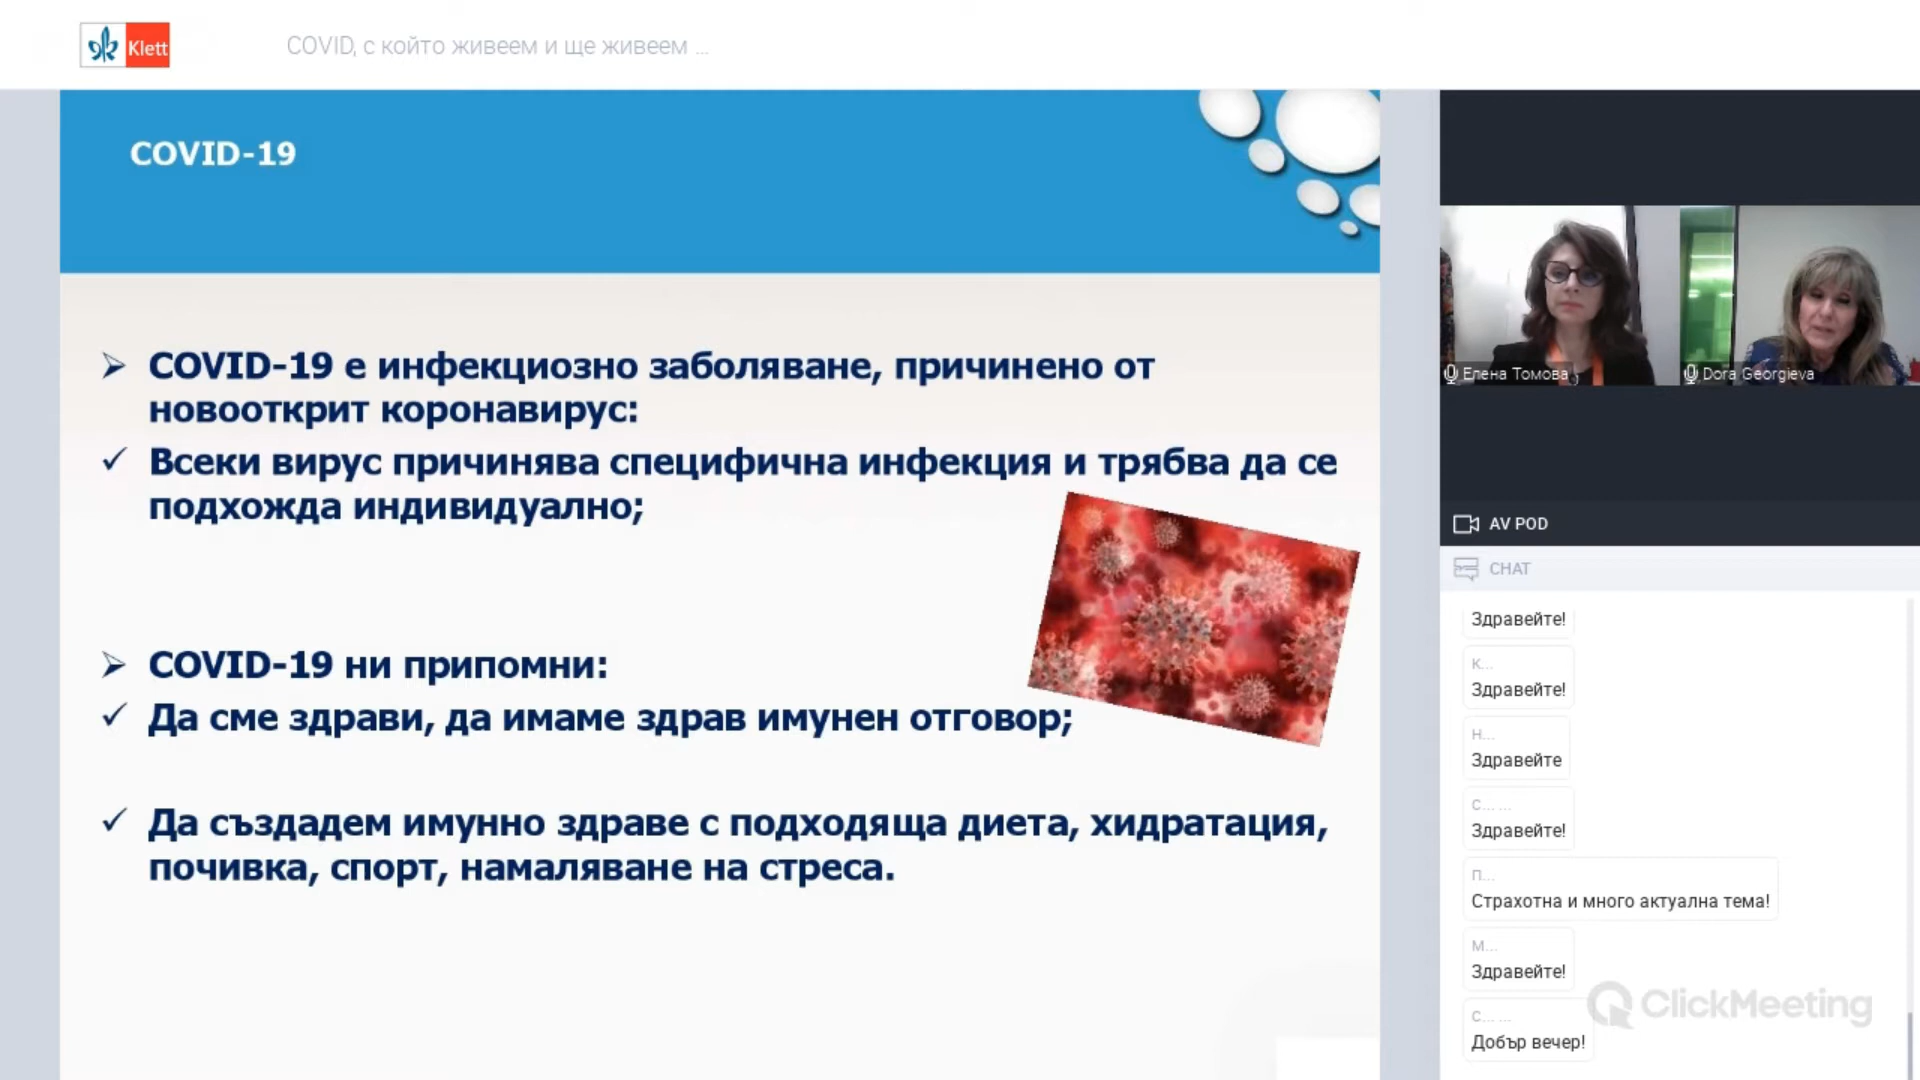 Klett
COVID, с който живеем и ще живеем ...
COVID-19
COVID-19 е инфекциозно заболяване, причинено от
новооткрит коронавирус:
Всеки вирус причинява специфична инфекция и трябва да се
подхожда индивидуално;
COVID-19 ни припомни:
Да сме здрави, да имаме здрав имунен отговор;
Да създадем имунно здраве с подходяща диета, хидратация,
почивка, спорт, намаляване на стреса.
Елена Томова
Dora Georgieva
AV POD
CHAT
Здравейте!
К...
Здравейте!
Н...
Здравейте
С... ...
Здравейте!
П...
Страхотна и много актуална тема!
М...
Здравейте!
С... ...
Добър вечер!
ClickMeeting